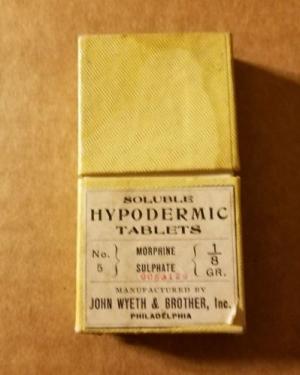 SOLUBLE
HYPODERMIC
TABLETS
No. 5 } MORPHINE SULPHATE { 1/8 GR.
MANUFACTURED BY
JOHN WYETH & BROTHER, Inc.
PHILADELPHIA